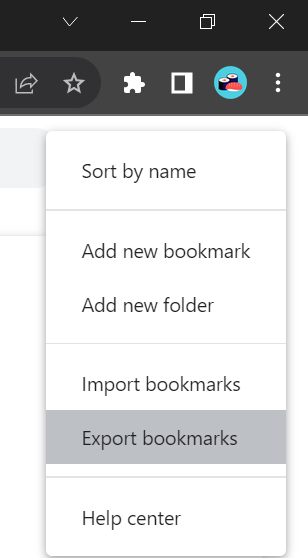 Sort by name
Add new bookmark
Add new folder
Import bookmarks
Export bookmarks
Help center